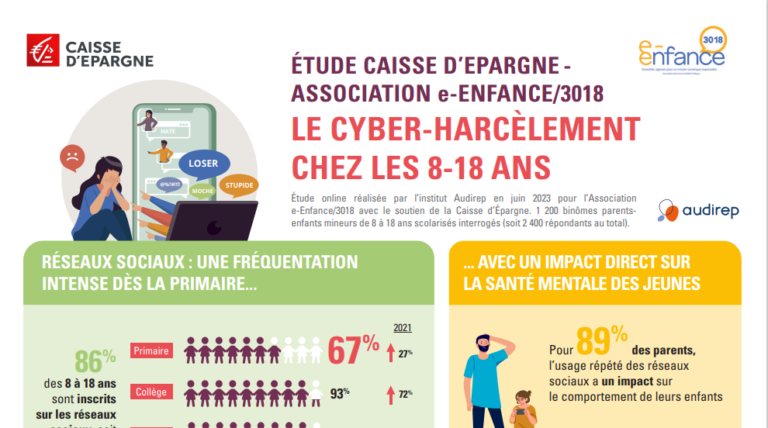 CAISSE
D'EPARGNE
3018
e-enfance
ÉTUDE CAISSE D'EPARGNE -
ASSOCIATION e-ENFANCE/3018
LE CYBER-HARCÈLEMENT
CHEZ LES 8-18 ANS
HATE
LOSER
@&/%!#??
MOCHE
STUPIDE
Étude online réalisée par l'institut Audirep en juin 2023 pour l'Association
e-Enfance/3018 avec le soutien de la Caisse d'Épargne. 1 200 binômes parents-
enfants mineurs de 8 à 18 ans scolarisés interrogés (soit 2 400 répondants au total).
audirep
RÉSEAUX SOCIAUX : UNE FRÉQUENTATION
INTENSE DÈS LA PRIMAIRE...
86%
des 8 à 18 ans
sont inscrits
sur les réseaux
Primaire
67%
2021
27%
Collège
93%
72%
... AVEC UN IMPACT DIRECT SUR
LA SANTÉ MENTALE DES JEUNES
Pour 89% des parents,
l'usage répété des réseaux
sociaux a un impact sur
le comportement de leurs enfants